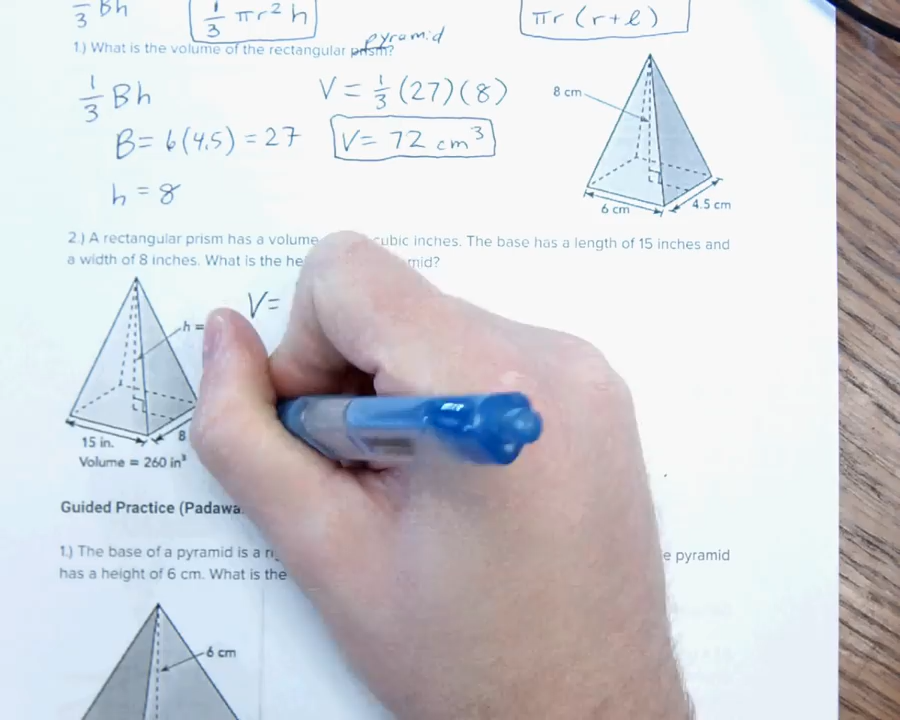 1/3 Bh
1/3 πr² h
πr (r+ℓ)
pyramid
1.) What is the volume of the rectangular prism?
1/3 Bh
V = 1/3 (27)(8)
8 cm
B= 6(4.5) = 27
V= 72 cm³
h = 8
6 cm
4.5 cm
2.) A rectangular prism has a volume cubic inches. The base has a length of 15 inches and
a width of 8 inches. What is the he mid?
V=
h =
15 in.
8
Volume = 260 in³
Guided Practice (Padawa
1.) The base of a pyramid is a ri e pyramid
has a height of 6 cm. What is the
6 cm